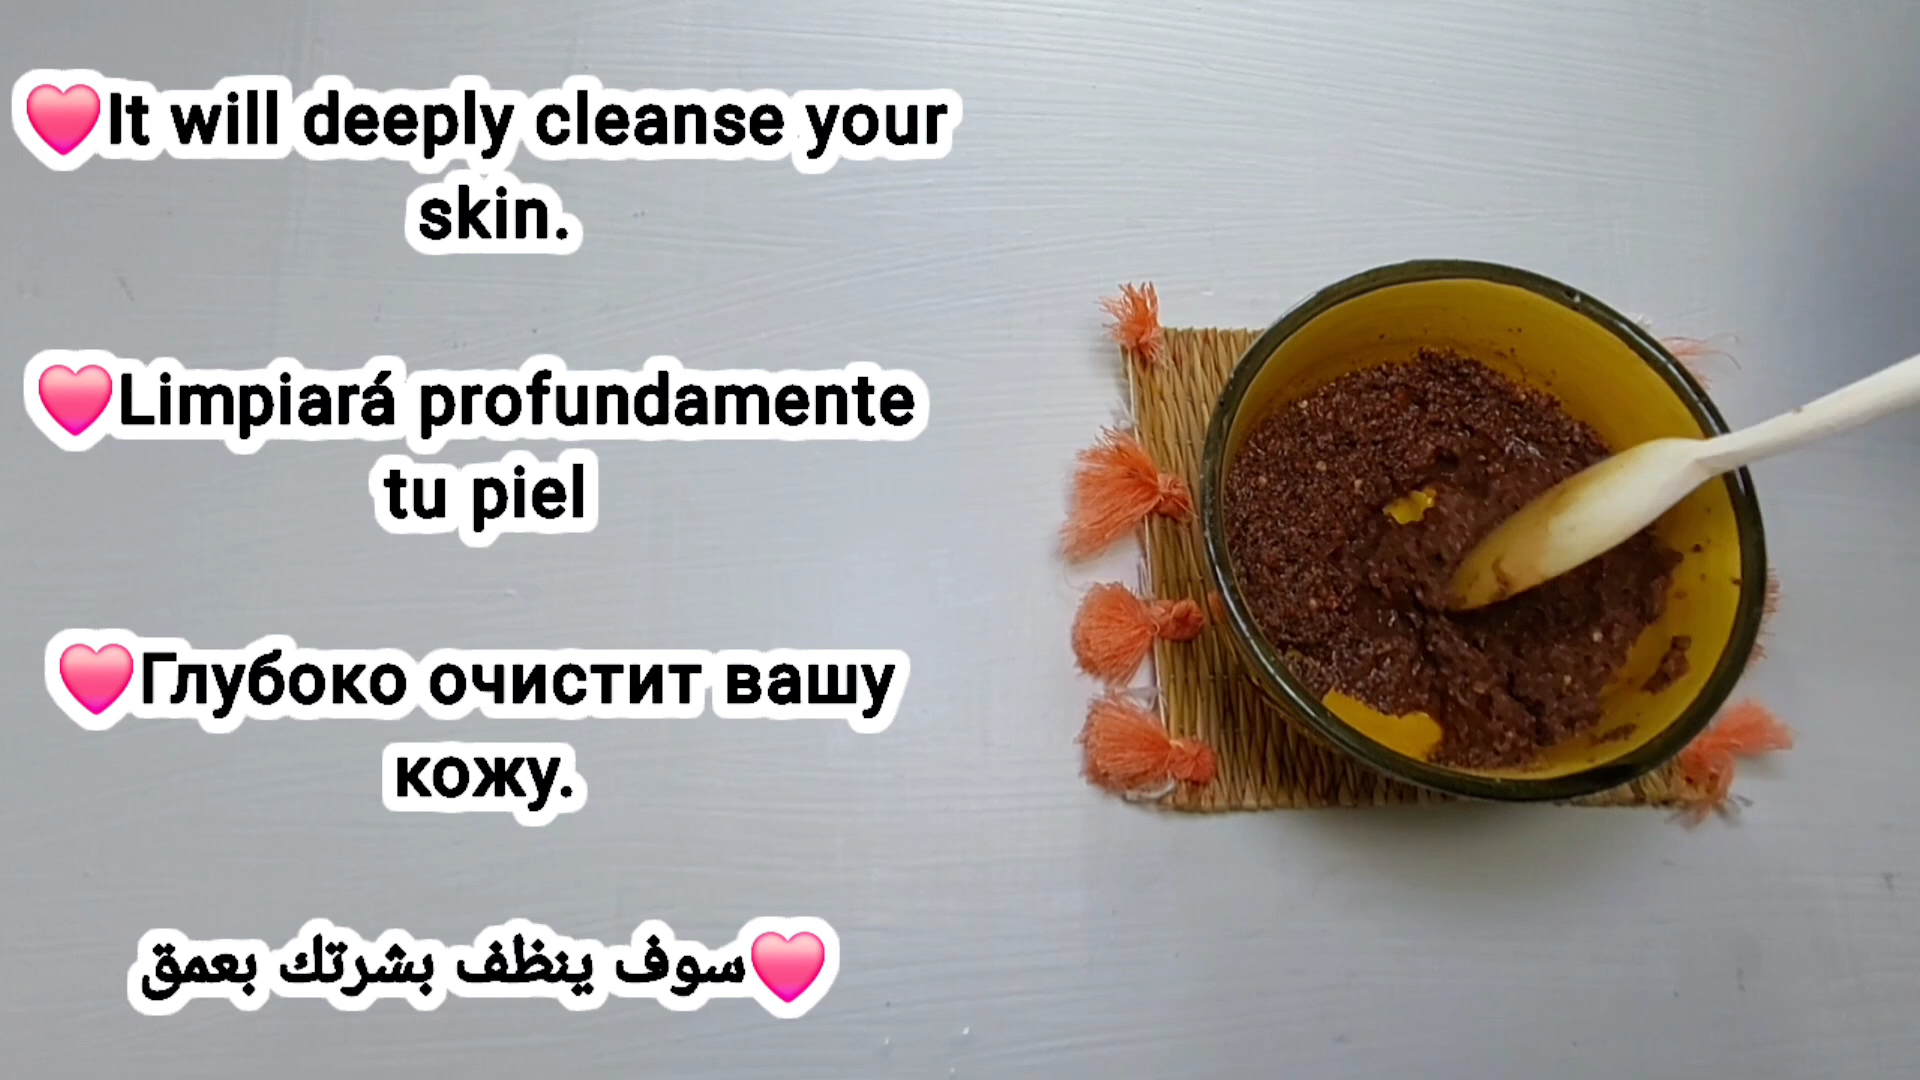 🩷It will deeply cleanse your
skin.
🩷Limpiará profundamente
tu piel
🩷Глубоко очистит вашу
кожу.
🩷سوف ينظف بشرتك بعمق